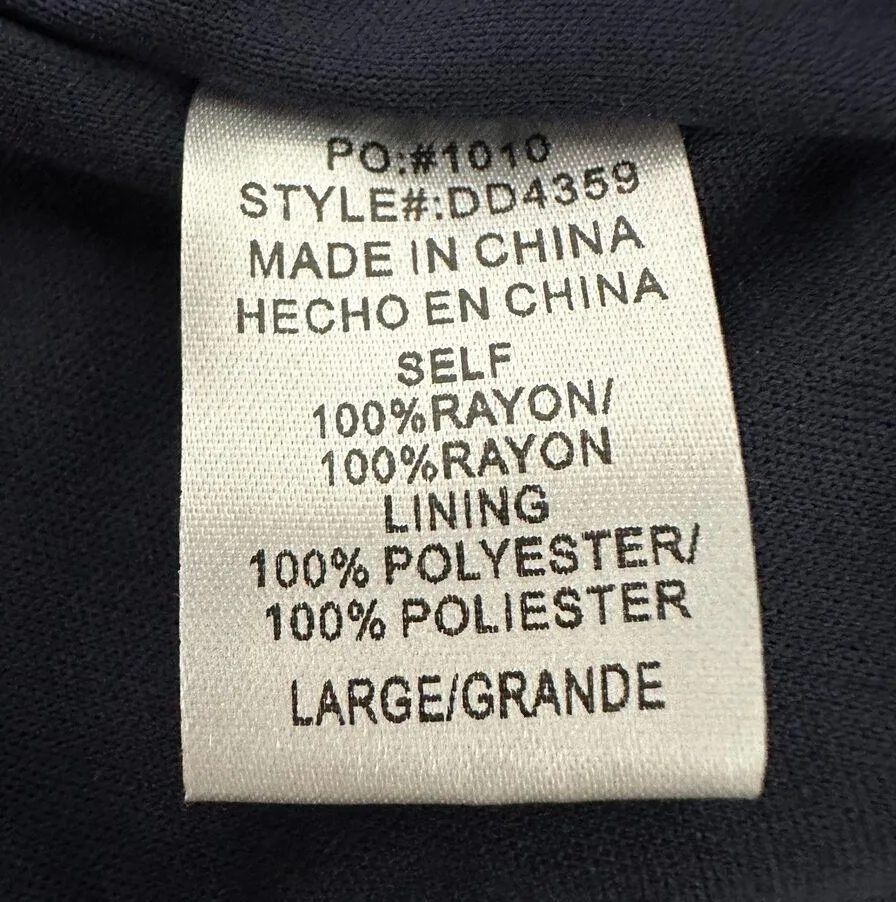 PO:#1010
STYLE#:DD4359
MADE IN CHINA
HECHO EN CHINA
SELF
100%RAYON/
100%RAYON
LINING
100% POLYESTER/
100% POLIESTER
LARGE/GRANDE